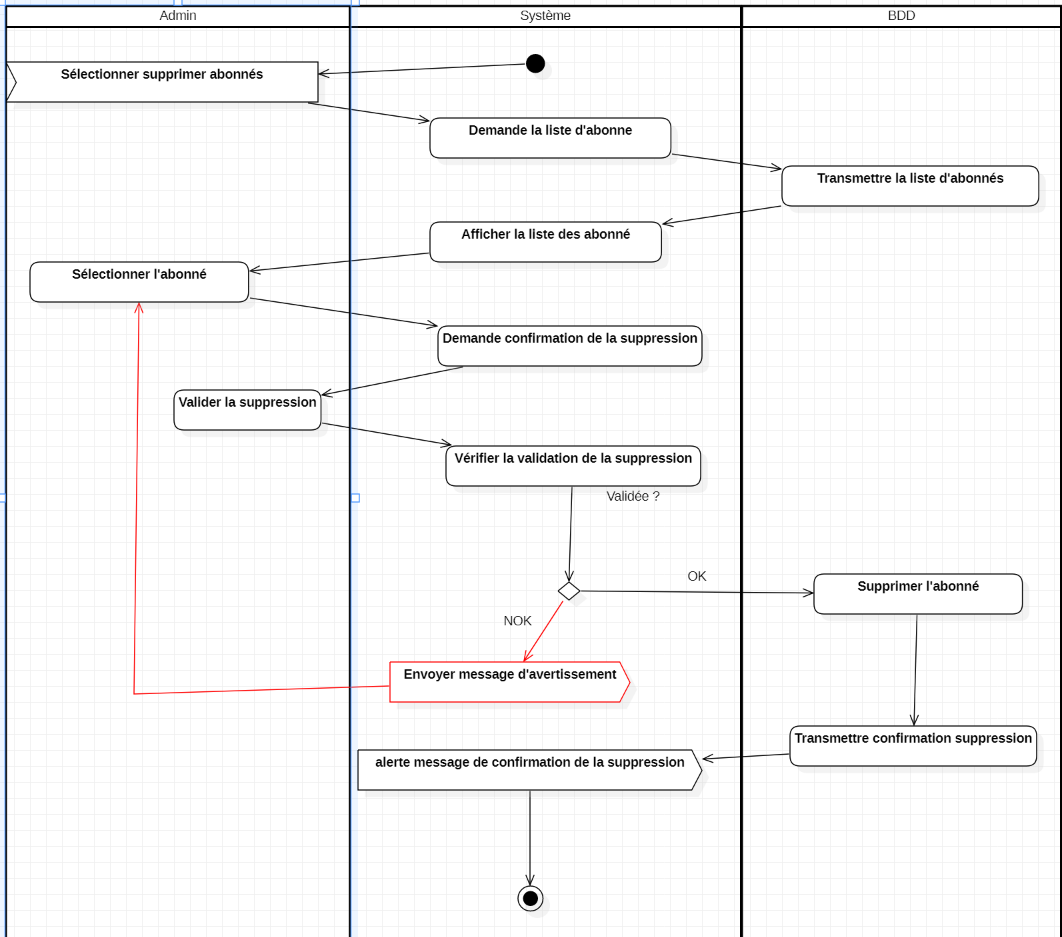 Admin
Système
BDD
Sélectionner supprimer abonnés
Demande la liste d'abonne
Transmettre la liste d'abonnés
Afficher la liste des abonné
Sélectionner l'abonné
Demande confirmation de la suppression
Valider la suppression
Vérifier la validation de la suppression
Validée ?
OK
Supprimer l'abonné
NOK
Envoyer message d'avertissement
Transmettre confirmation suppression
alerte message de confirmation de la suppression